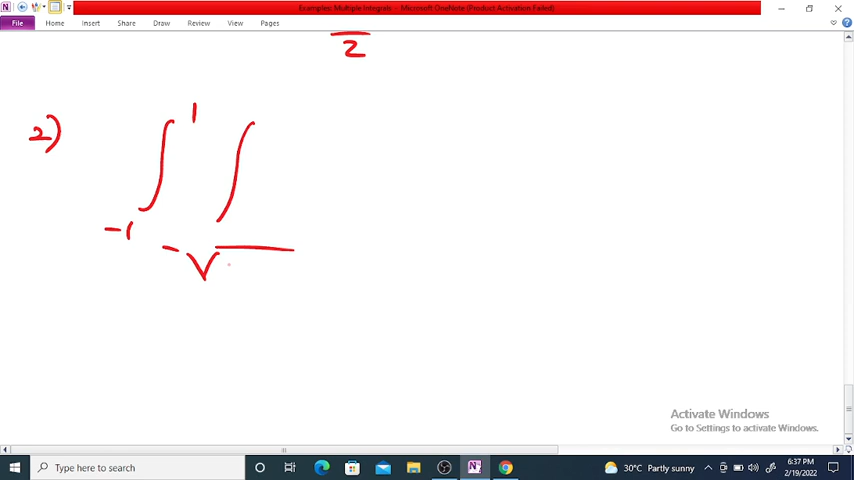 Examples: Multiple Integrals - Microsoft OneNote (Product Activation Failed)
File Home Insert Share Draw Review View Pages
2
2) ∫ 1 ∫
-1
-√
Activate Windows
Go to Settings to activate Windows.
Type here to search
30°C Partly sunny
6:37 PM
2/19/2022